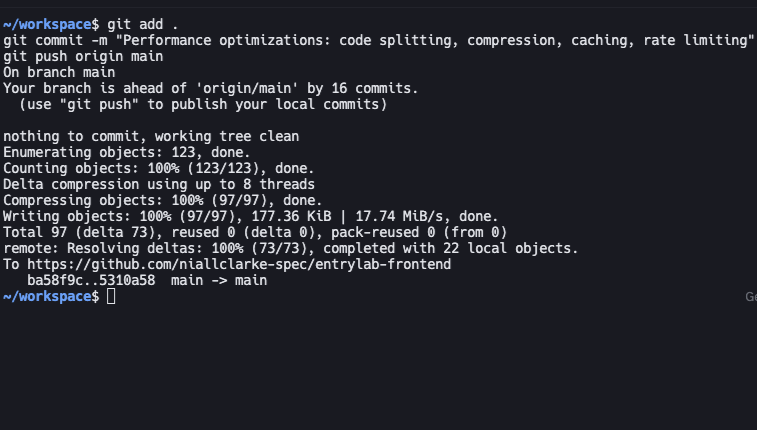 ~/workspace$ git add .
git commit -m "Performance optimizations: code splitting, compression, caching, rate limiting"
git push origin main
On branch main
Your branch is ahead of 'origin/main' by 16 commits.
  (use "git push" to publish your local commits)

nothing to commit, working tree clean
Enumerating objects: 123, done.
Counting objects: 100% (123/123), done.
Delta compression using up to 8 threads
Compressing objects: 100% (97/97), done.
Writing objects: 100% (97/97), 177.36 KiB | 17.74 MiB/s, done.
Total 97 (delta 73), reused 0 (delta 0), pack-reused 0 (from 0)
remote: Resolving deltas: 100% (73/73), completed with 22 local objects.
To https://github.com/niallclarke-spec/entrylab-frontend
   ba58f9c..5310a58  main -> main
~/workspace$